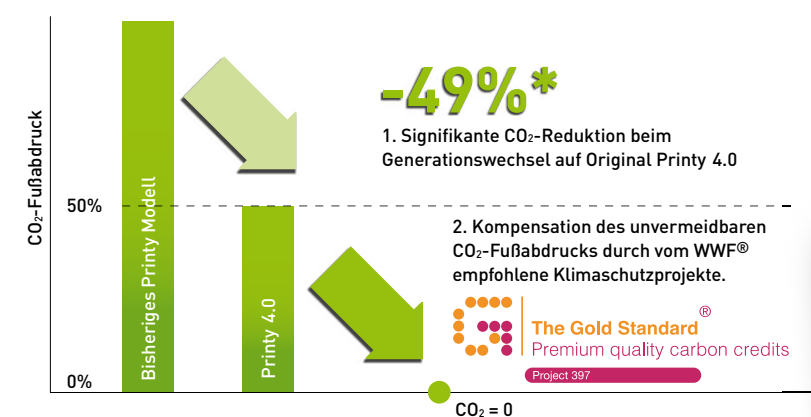 -49%*
1. Signifikante CO₂-Reduktion beim
Generationswechsel auf Original Printy 4.0
CO₂-Fußabdruck
Bisheriges Printy Modell
50%
2. Kompensation des unvermeidbaren
CO₂-Fußabdrucks durch vom WWF®
empfohlene Klimaschutzprojekte.
Printy 4.0
The Gold Standard®
Premium quality carbon credits
Project 397
0%
CO₂ = 0